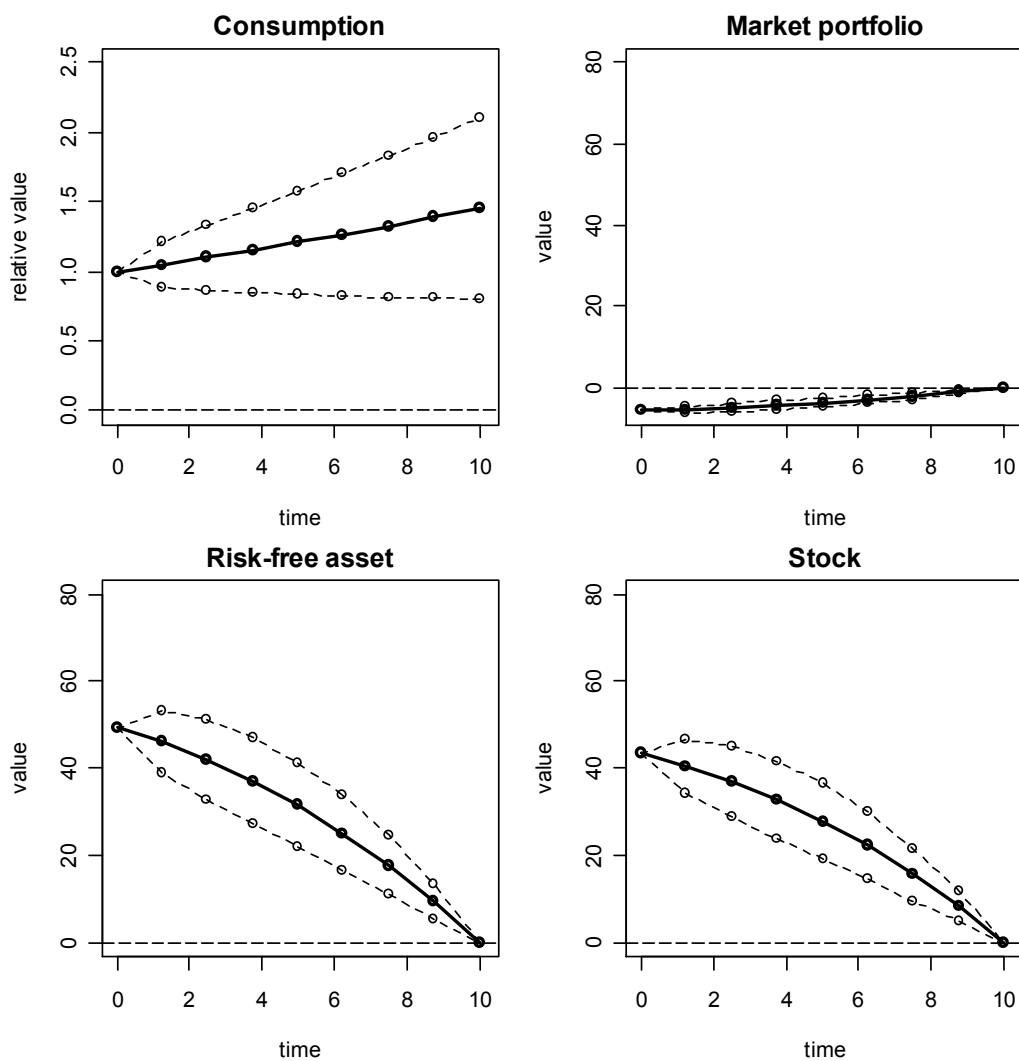 Consumption
relative value
0.0 0.5 1.0 1.5 2.0 2.5
0 2 4 6 8 10
time
Market portfolio
value
0 20 40 60 80
0 2 4 6 8 10
time
Risk-free asset
value
0 20 40 60 80
0 2 4 6 8 10
time
Stock
value
0 20 40 60 80
0 2 4 6 8 10
time